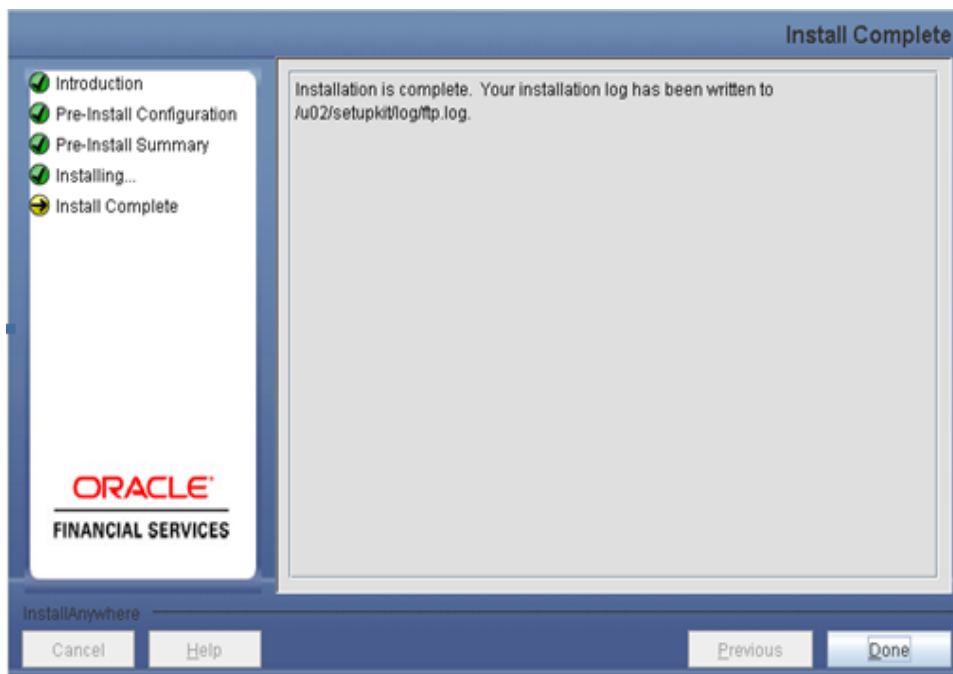 Install Complete
Introduction
Pre-Install Configuration
Pre-Install Summary
Installing...
Install Complete
Installation is complete. Your installation log has been written to
/u02/setupkit/log/ftp.log.
ORACLE
FINANCIAL SERVICES
InstallAnywhere
Cancel
Help
Previous
Done